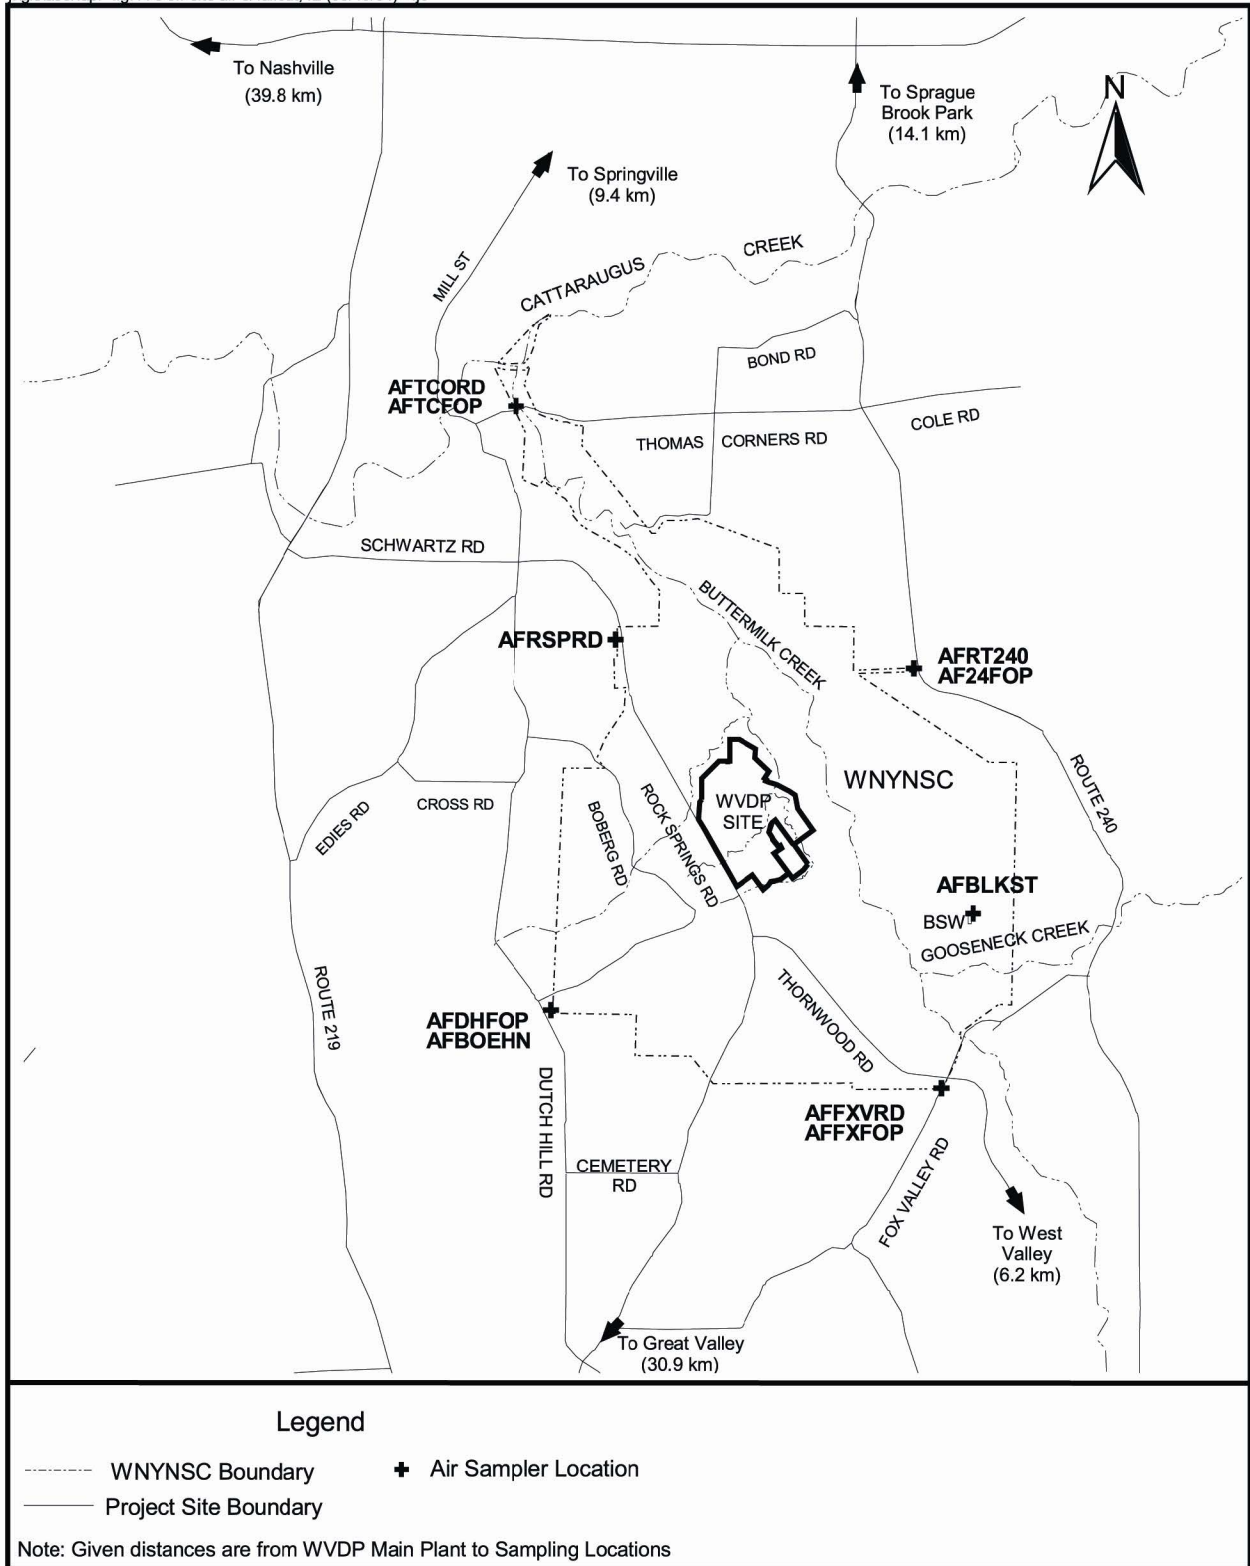 To Nashville
(39.8 km)
To Sprague
Brook Park
(14.1 km)
N
To Springville
(9.4 km)
MILL ST
CATTARAUGUS CREEK
BOND RD
AFTCORD
AFTCFOP
COLE RD
THOMAS CORNERS RD
SCHWARTZ RD
BUTTERMILK CREEK
AFRSPRD
AFRT240
AF24FOP
WNYNSC
ROUTE 240
WVDP
SITE
CROSS RD
EDIES RD
BOBERG RD
ROCK SPRINGS RD
AFBLKST
BSW
GOOSENECK CREEK
ROUTE 219
THORNWOOD RD
AFDHFOP
AFBOEHN
DUTCH HILL RD
AFFXVRD
AFFXFOP
CEMETERY
RD
FOX VALLEY RD
To West
Valley
(6.2 km)
To Great Valley
(30.9 km)
Legend
WNYNSC Boundary
Air Sampler Location
Project Site Boundary
Note: Given distances are from WVDP Main Plant to Sampling Locations